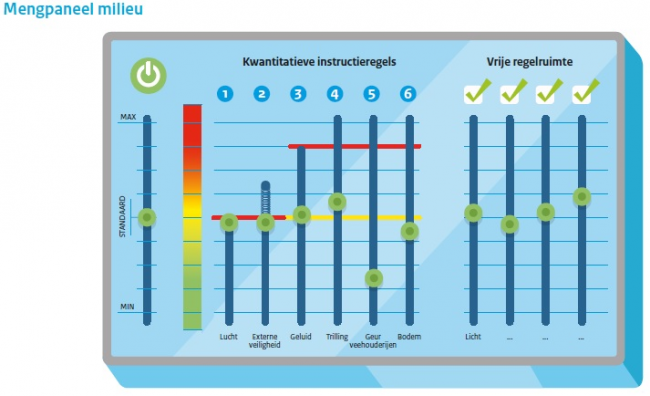 Mengpaneel milieu
Kwantitatieve instructieregels
Vrije regelruimte
1 2 3 4 5 6
MAX
STANDAARD
MIN
Lucht Externe veiligheid Geluid Trilling Geur veehouderijen Bodem
Licht ... ... ...